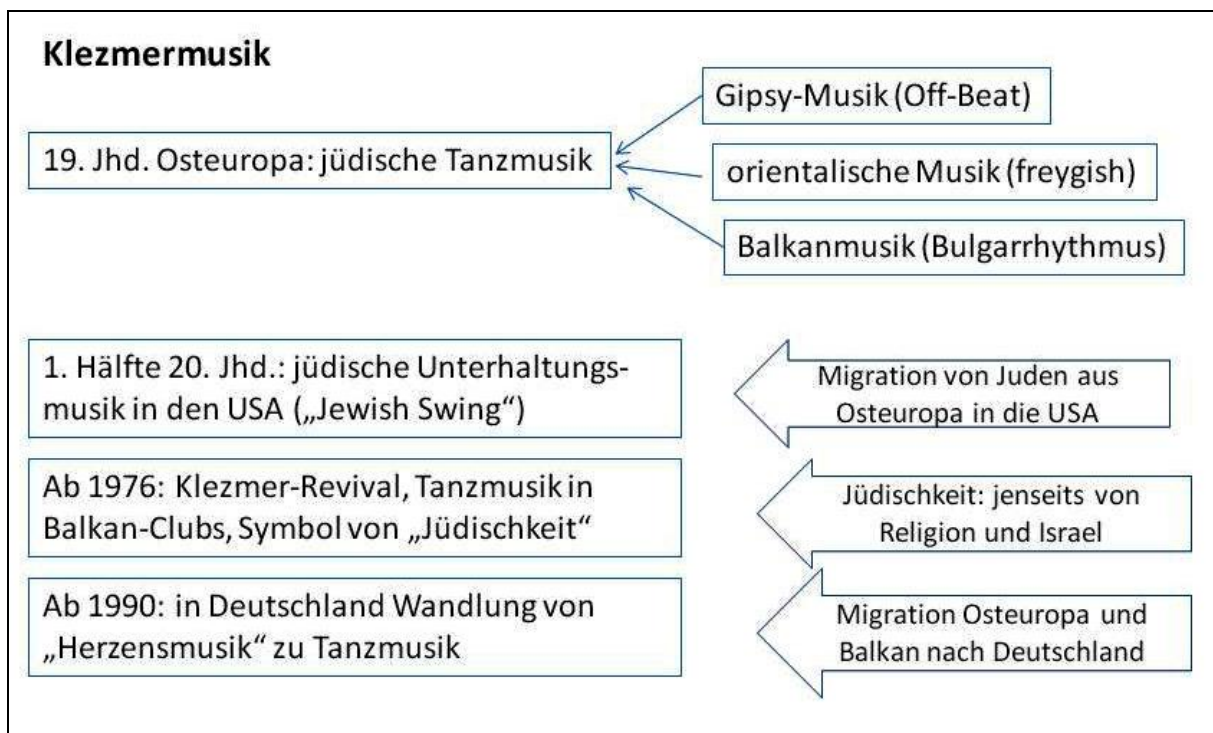 Klezmermusik
Gipsy-Musik (Off-Beat)
19. Jhd. Osteuropa: jüdische Tanzmusik
orientalische Musik (freygish)
Balkanmusik (Bulgarrhythmus)
1. Hälfte 20. Jhd.: jüdische Unterhaltungs-
musik in den USA („Jewish Swing“)
Migration von Juden aus
Osteuropa in die USA
Ab 1976: Klezmer-Revival, Tanzmusik in
Balkan-Clubs, Symbol von „Jüdischkeit“
Jüdischkeit: jenseits von
Religion und Israel
Ab 1990: in Deutschland Wandlung von
„Herzensmusik“ zu Tanzmusik
Migration Osteuropa und
Balkan nach Deutschland